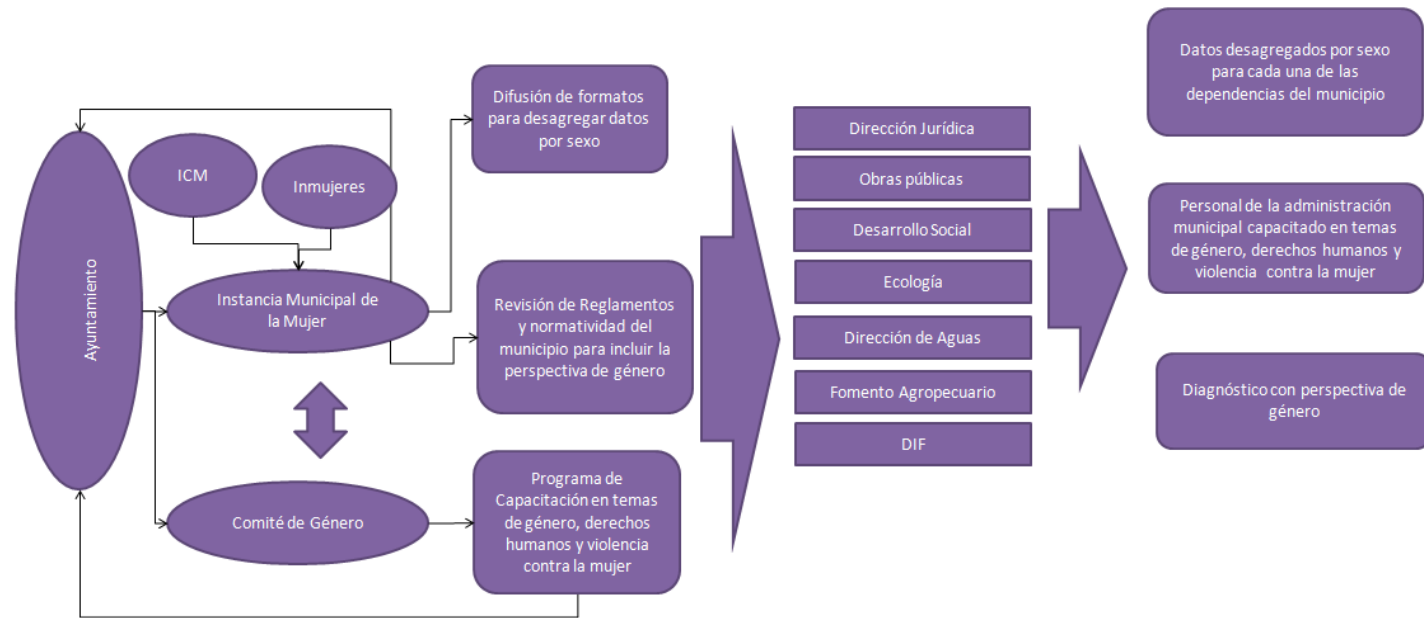 Ayuntamiento
ICM
Inmujeres
Instancia Municipal de
la Mujer
Comité de Género
Difusión de formatos
para desagregar datos
por sexo
Revisión de Reglamentos
y normatividad del
municipio para incluir la
perspectiva de género
Programa de
Capacitación en temas
de género, derechos
humanos y violencia
contra la mujer
Dirección Jurídica
Obras públicas
Desarrollo Social
Ecología
Dirección de Aguas
Fomento Agropecuario
DIF
Datos desagregados por sexo
para cada una de las
dependencias del municipio
Personal de la administración
municipal capacitado en temas
de género, derechos humanos y
violencia contra la mujer
Diagnóstico con perspectiva de
género